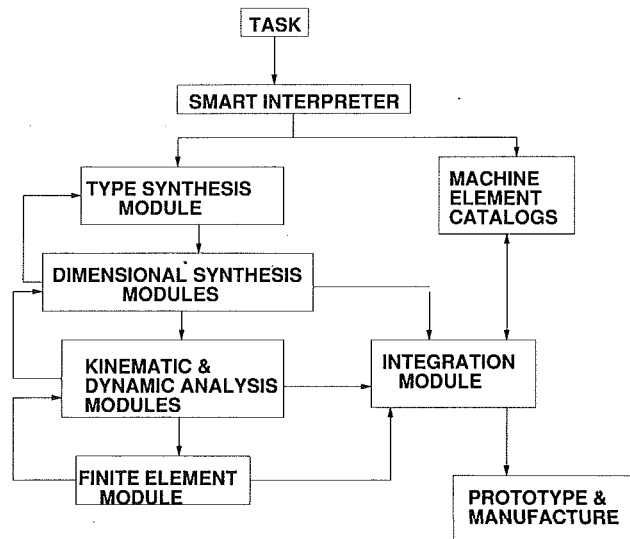 TASK
SMART INTERPRETER
TYPE SYNTHESIS
MODULE
MACHINE
ELEMENT
CATALOGS
DIMENSIONAL SYNTHESIS
MODULES
KINEMATIC &
DYNAMIC ANALYSIS
MODULES
INTEGRATION
MODULE
FINITE ELEMENT
MODULE
PROTOTYPE &
MANUFACTURE